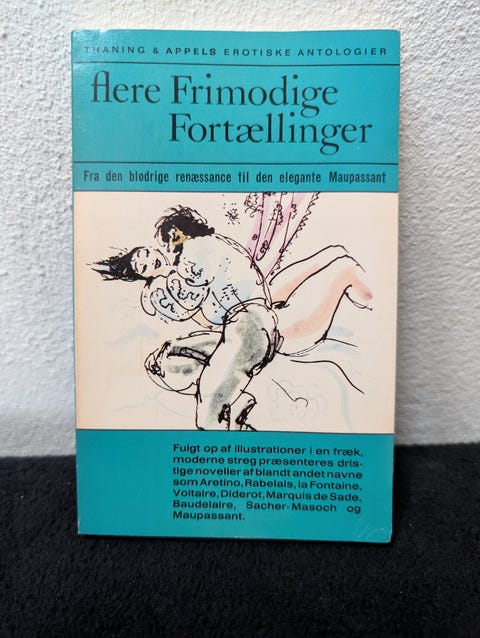 THANING & APPELS EROTISKE ANTOLOGIER
flere Frimodige
Fortællinger
Fra den blodrige renæssance til den elegante Maupassant
Fulgt op af illustrationer i en fræk,
moderne streg præsenteres dris-
tige noveller af blandt andet navne
som Aretino, Rabelais, la Fontaine,
Voltaire, Diderot, Marquis de Sade,
Baudelaire, Sacher-Masoch og
Maupassant.